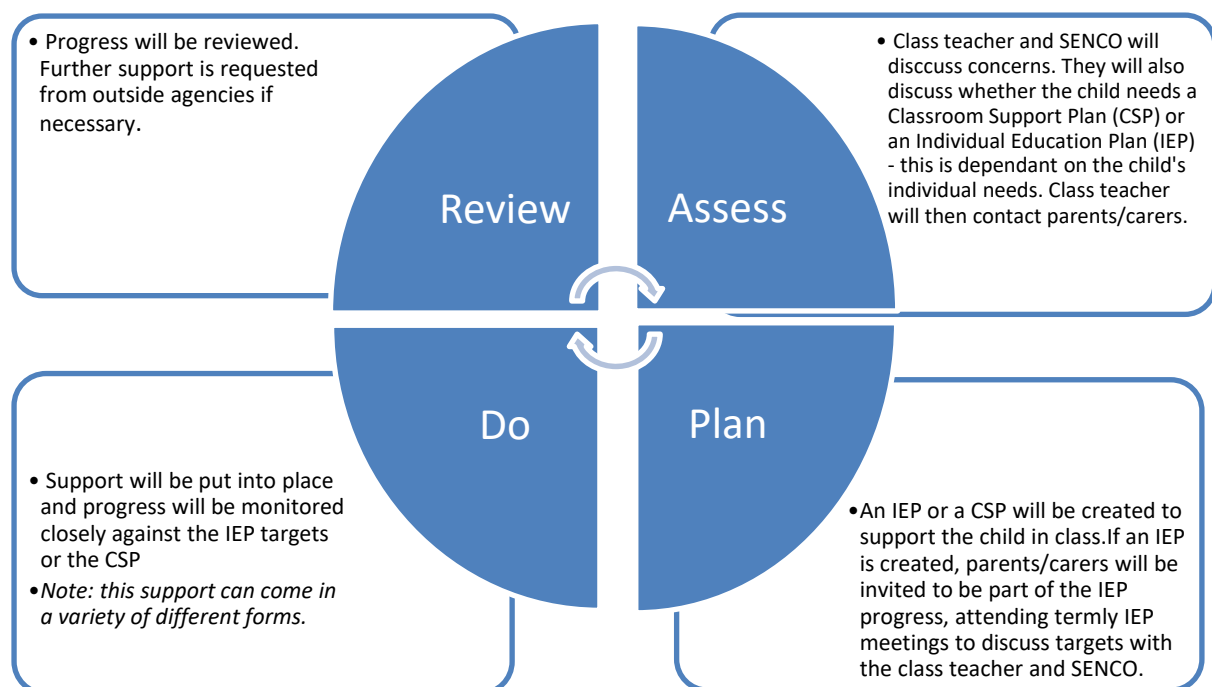 • Progress will be reviewed.
Further support is requested
from outside agencies if
necessary.
Review
Assess
• Class teacher and SENCO will
disccuss concerns. They will also
discuss whether the child needs a
Classroom Support Plan (CSP) or
an Individual Education Plan (IEP)
- this is dependant on the child's
individual needs. Class teacher
will then contact parents/carers.
Do
Plan
• Support will be put into place
and progress will be monitored
closely against the IEP targets
or the CSP
•Note: this support can come in
a variety of different forms.
•An IEP or a CSP will be created to
support the child in class.If an IEP
is created, parents/carers will be
invited to be part of the IEP
progress, attending termly IEP
meetings to discuss targets with
the class teacher and SENCO.